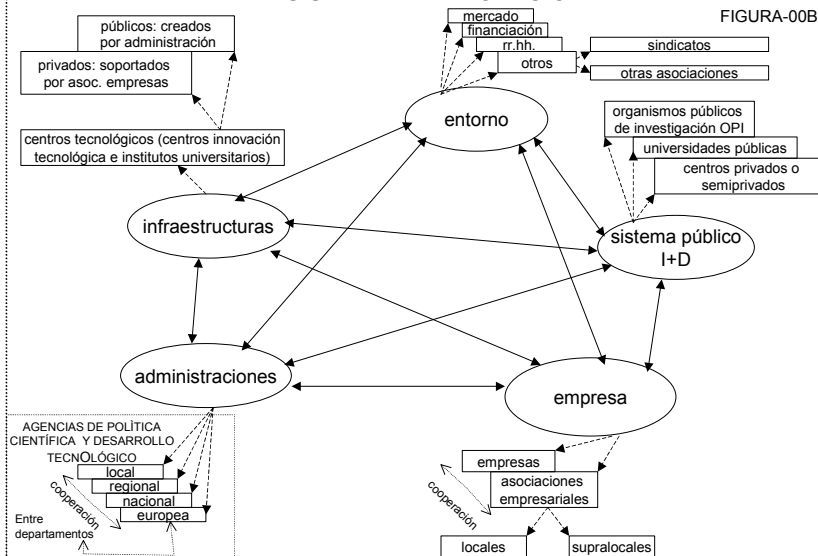 FIGURA-00B
mercado
financiación
rr.hh.
otros
sindicatos
otras asociaciones
públicos: creados
por administración
privados: soportados
por asoc. empresas
centros tecnológicos (centros innovación
tecnológica e institutos universitarios)
entorno
organismos públicos
de investigación OPI
universidades públicas
centros privados o
semiprivados
infraestructuras
sistema público
I+D
administraciones
empresa
AGENCIAS DE POLÌTICA
CIENTÍFICA Y DESARROLLO
TECNOLÓGICO
local
regional
nacional
europea
cooperación
Entre
departamentos
empresas
asociaciones
empresariales
cooperación
locales
supralocales